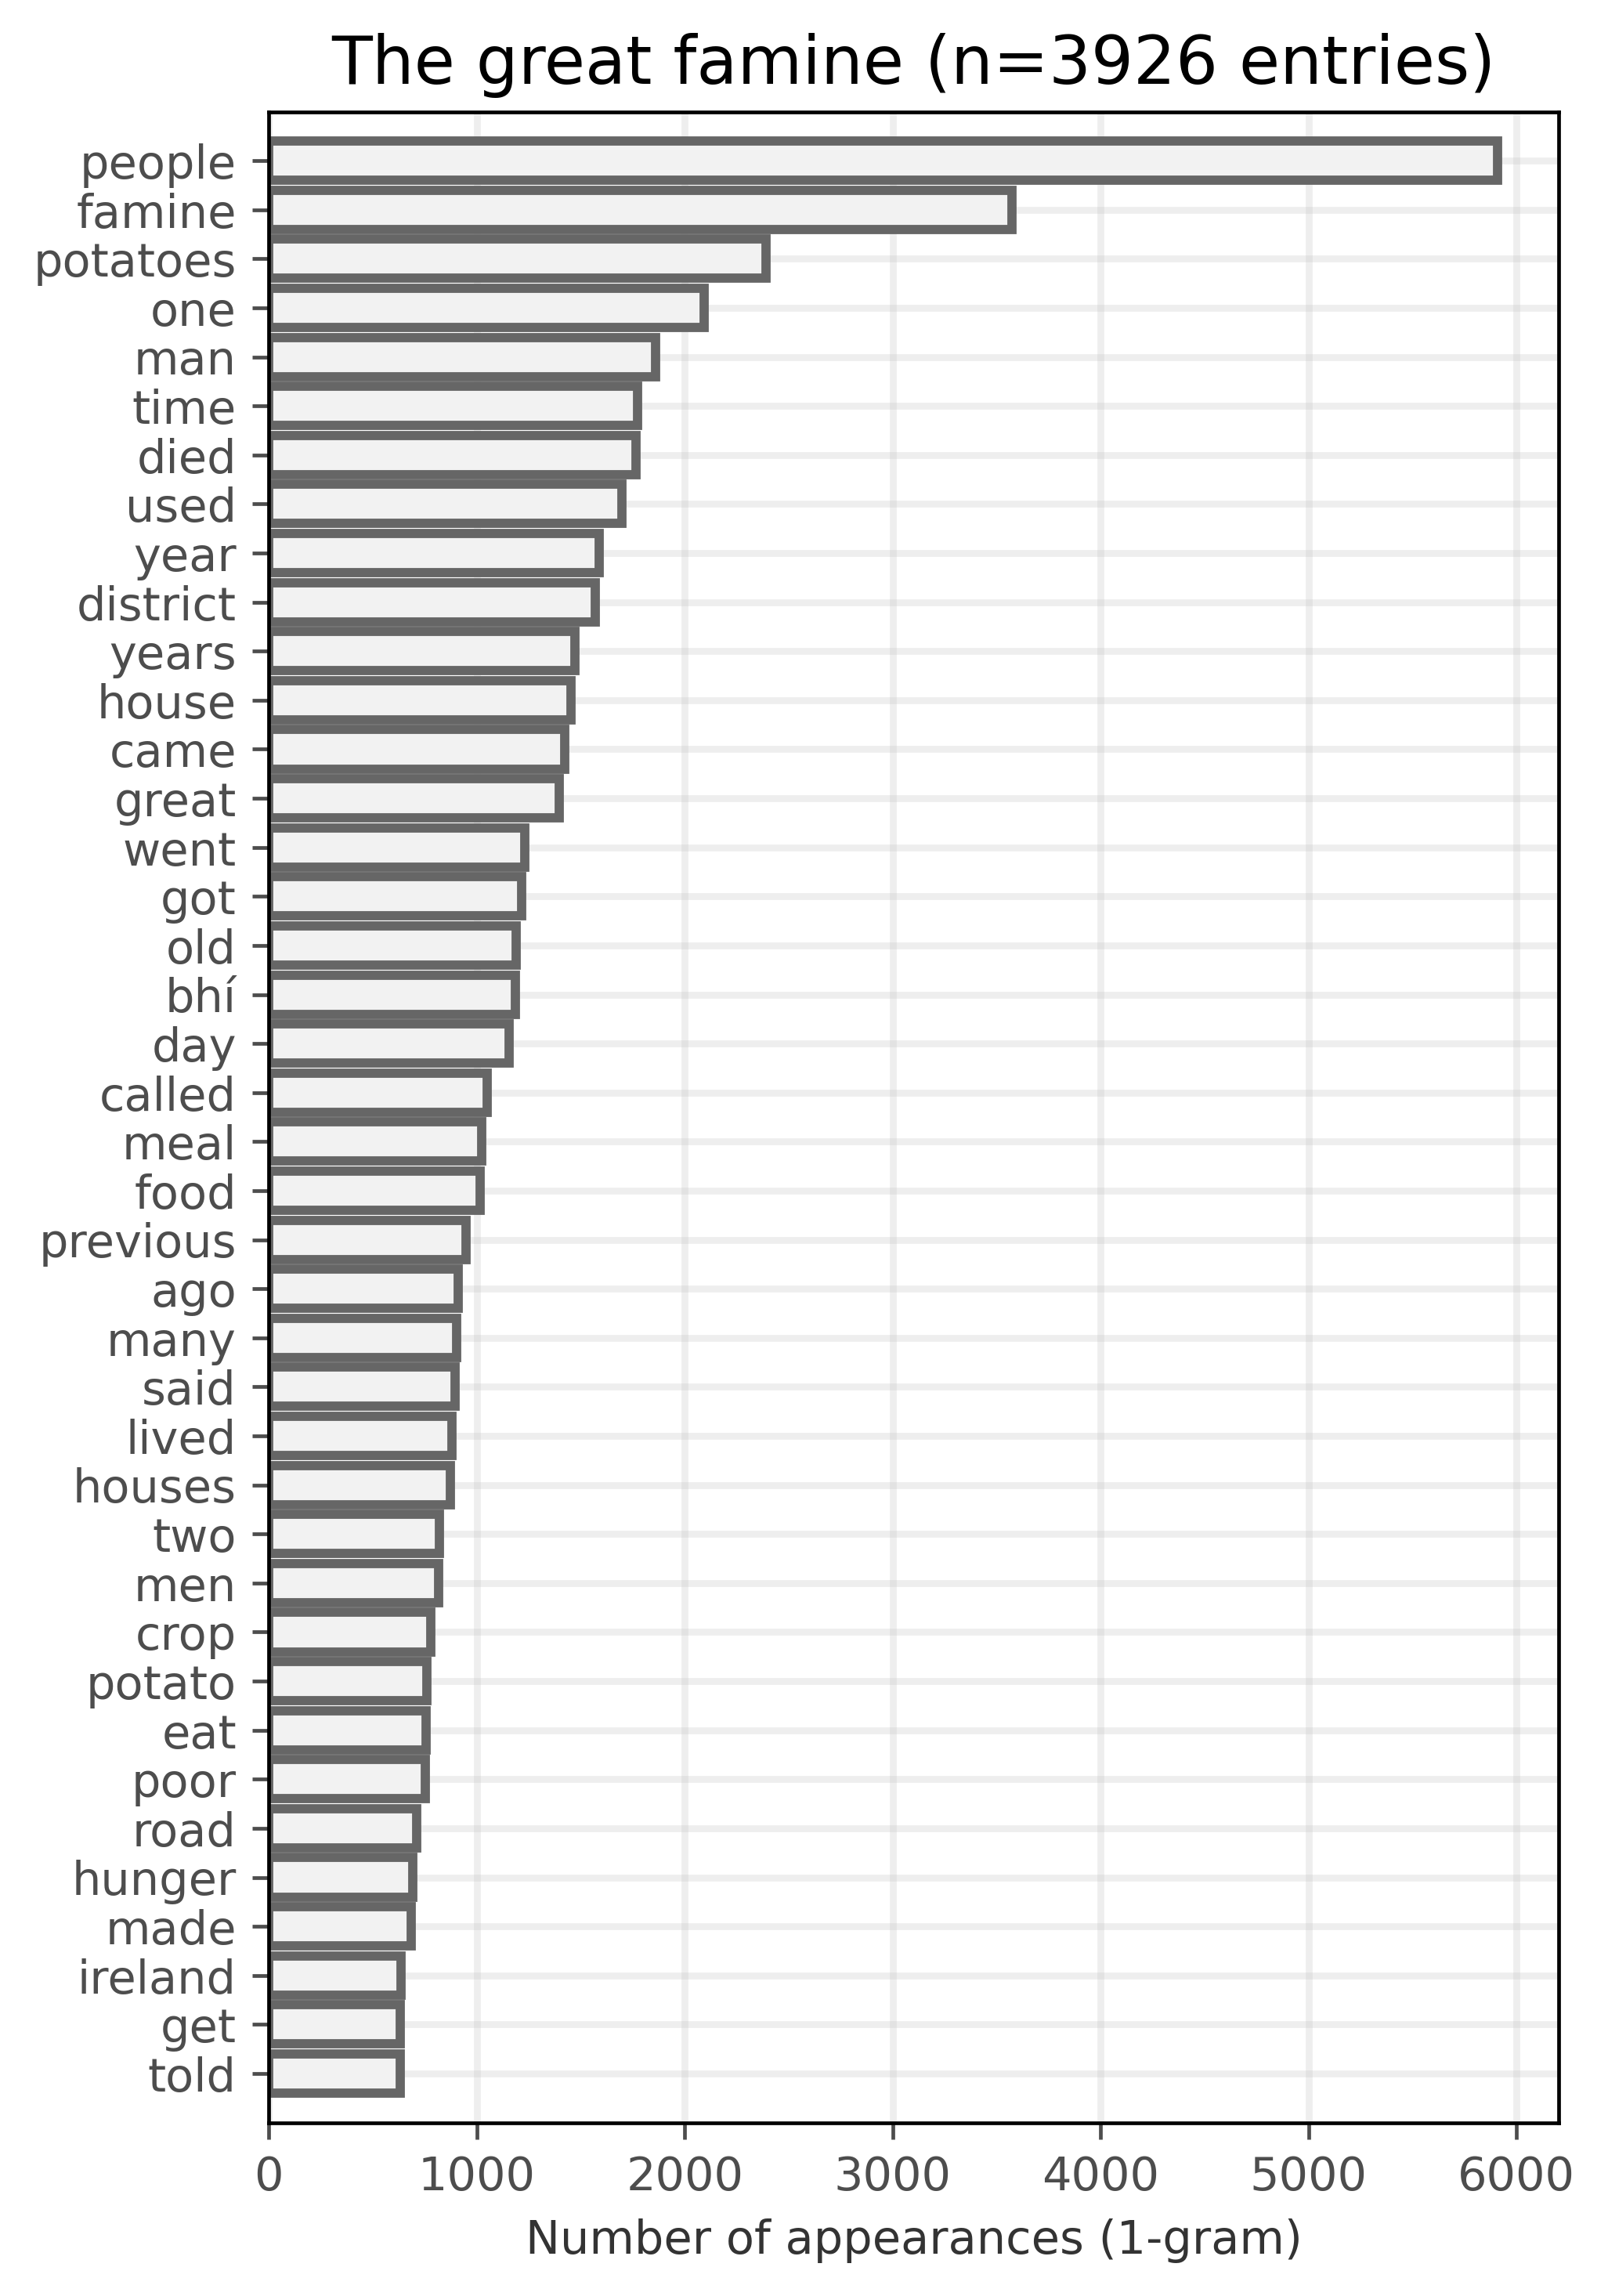 The great famine (n=3926 entries)
people
famine
potatoes
one
man
time
died
used
year
district
years
house
came
great
went
got
old
bhí
day
called
meal
food
previous
ago
many
said
lived
houses
two
men
crop
potato
eat
poor
road
hunger
made
ireland
get
told
0 1000 2000 3000 4000 5000 6000
Number of appearances (1-gram)